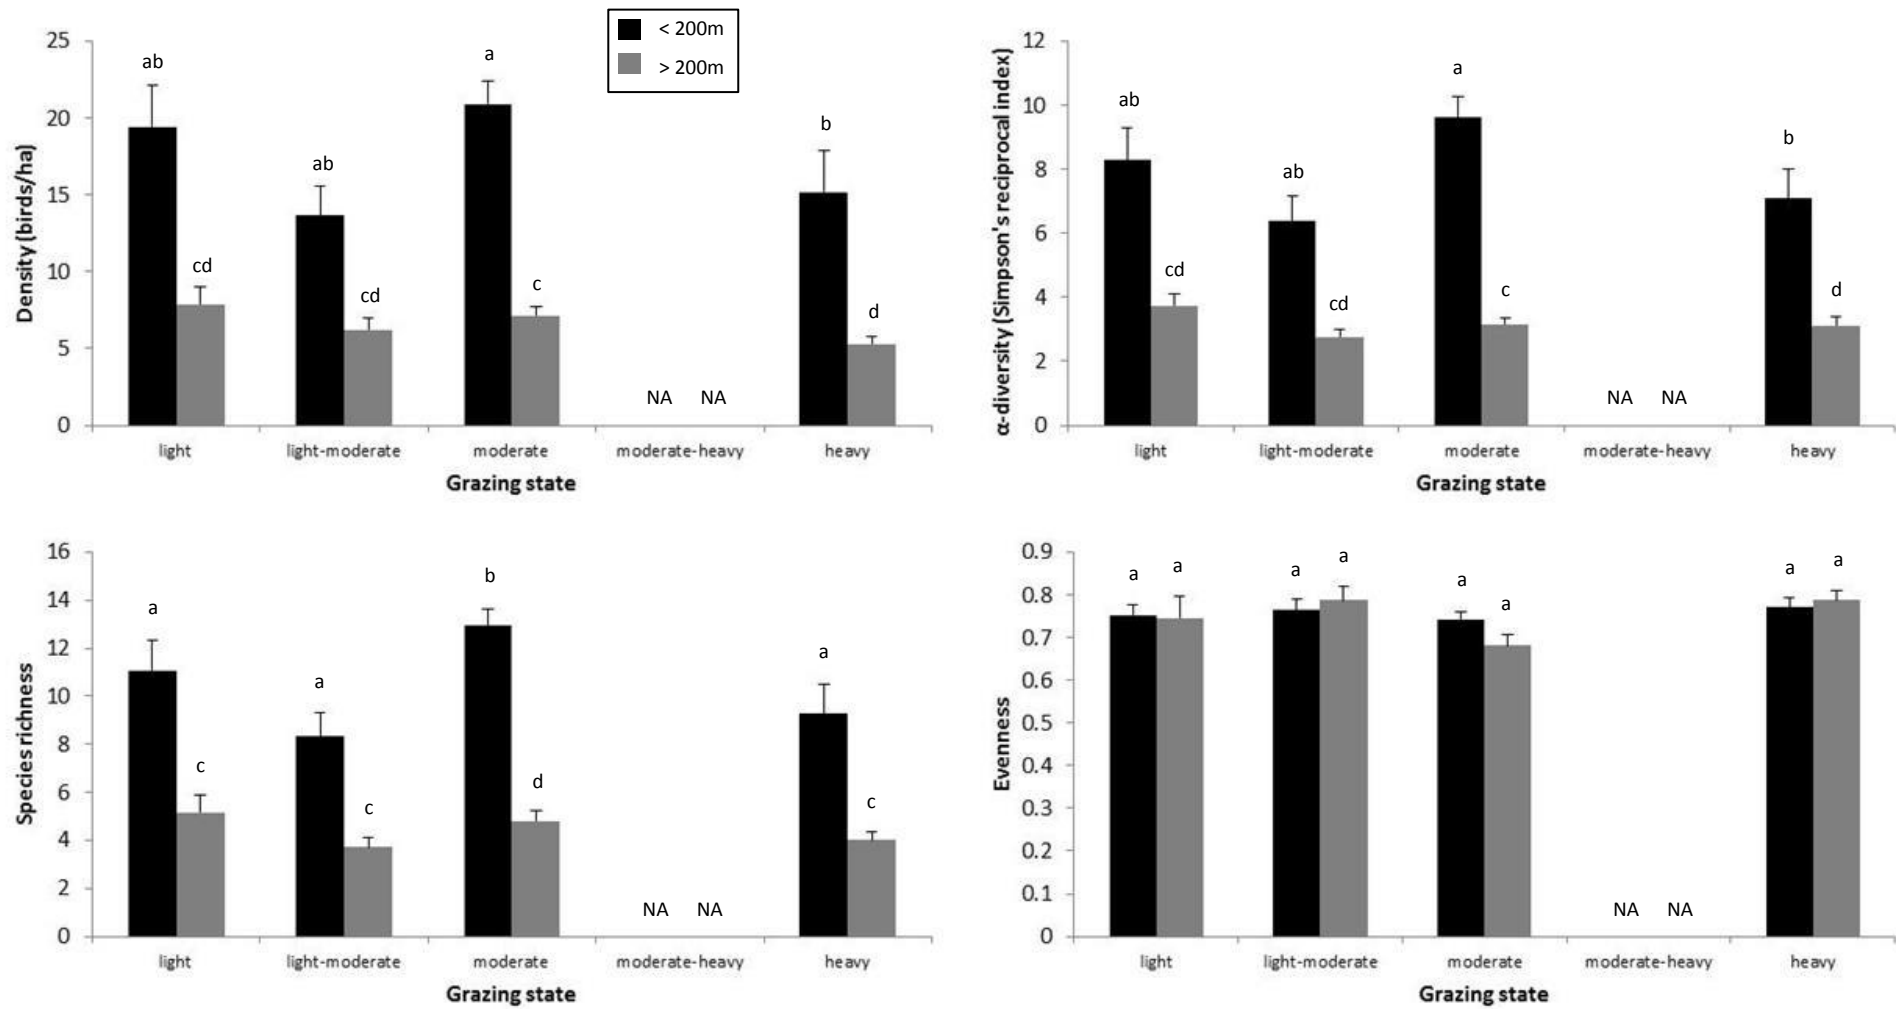 < 200m
> 200m
Density (birds/ha)
25
20
15
10
5
0
ab
cd
ab
cd
a
c
NA NA
b
d
light
light-moderate
moderate
moderate-heavy
heavy
Grazing state
α-diversity (Simpson's reciprocal index)
12
10
8
6
4
2
0
ab
cd
ab
cd
a
c
NA NA
b
d
light
light-moderate
moderate
moderate-heavy
heavy
Grazing state
Species richness
16
14
12
10
8
6
4
2
0
a
c
a
c
b
d
NA NA
a
c
light
light-moderate
moderate
moderate-heavy
heavy
Grazing state
Evenness
0.9
0.8
0.7
0.6
0.5
0.4
0.3
0.2
0.1
0
a
a
a
a
a
a
NA NA
a
a
light
light-moderate
moderate
moderate-heavy
heavy
Grazing state